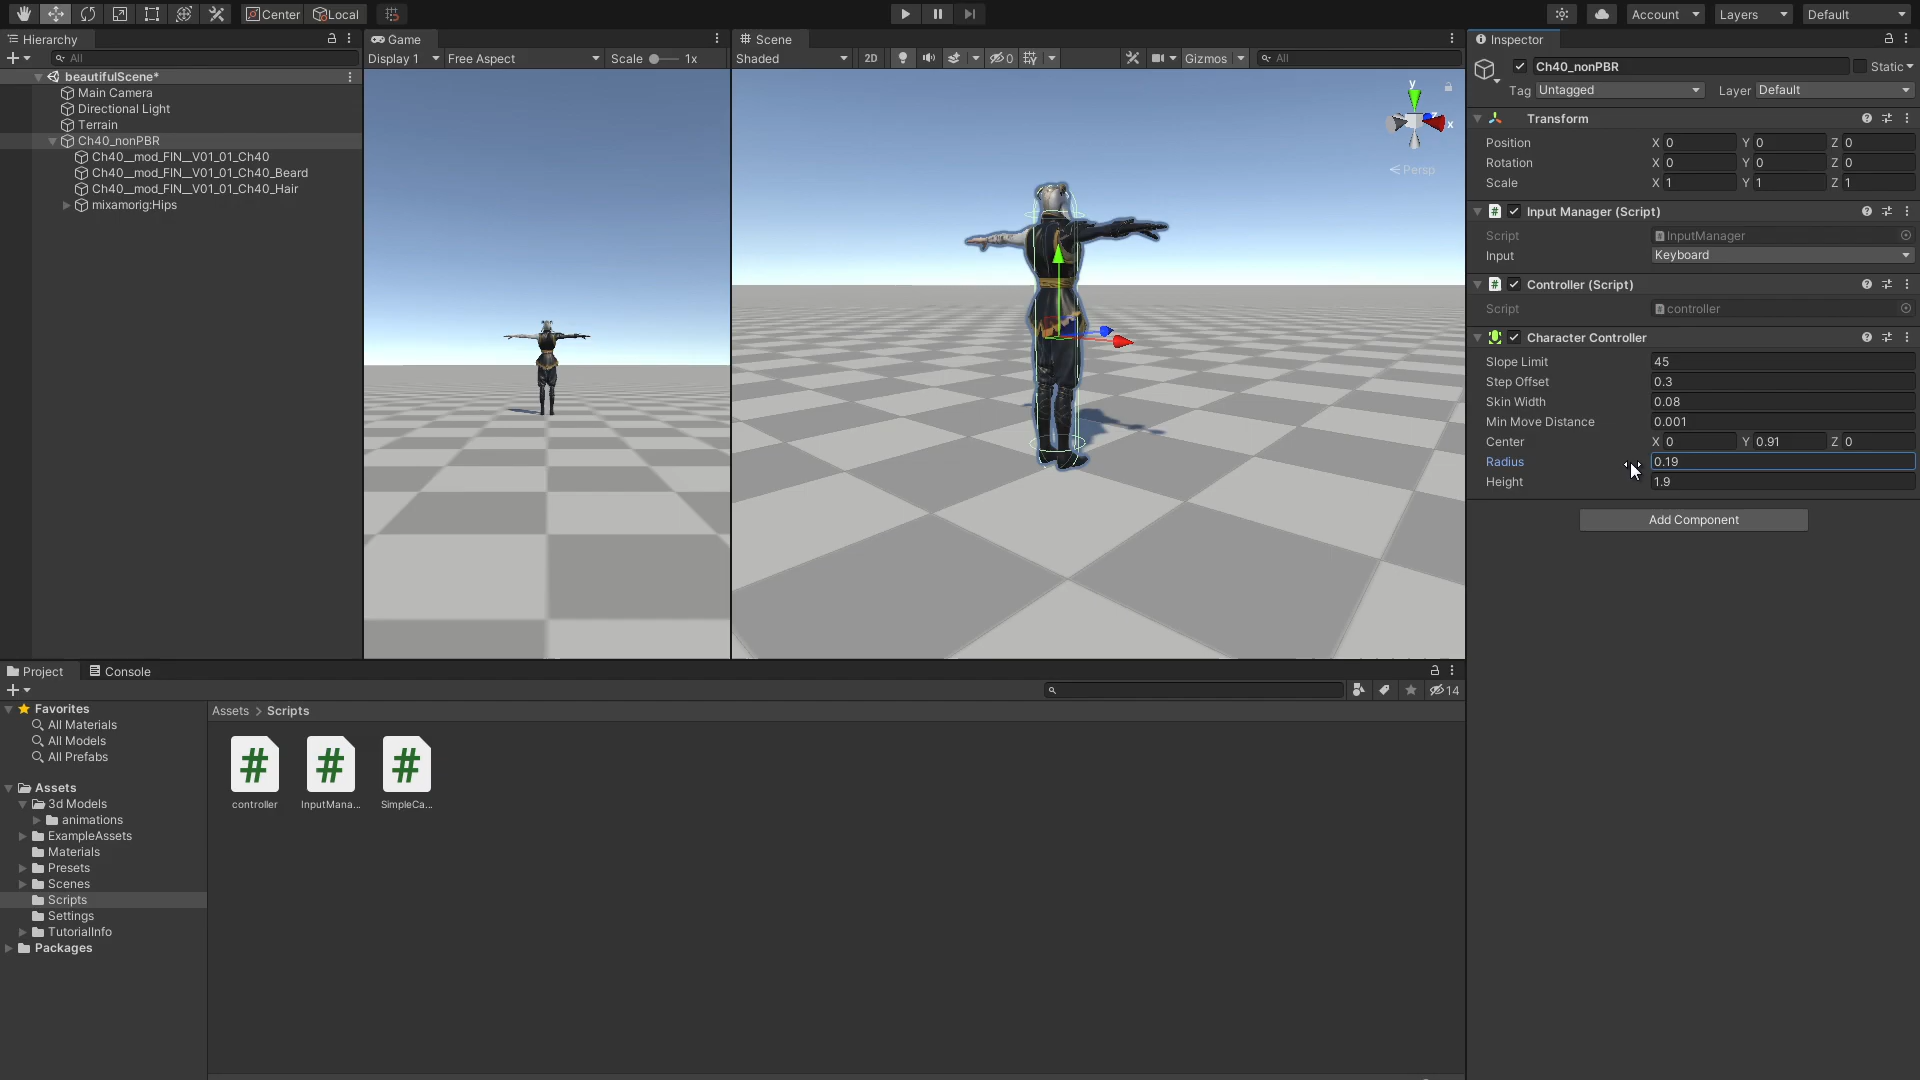 Center
Local
Account
Layers
Default
Hierarchy
All
beautifulScene*
Main Camera
Directional Light
Terrain
Ch40_nonPBR
Ch40__mod_FIN__V01_01_Ch40
Ch40__mod_FIN__V01_01_Ch40_Beard
Ch40__mod_FIN__V01_01_Ch40_Hair
mixamorig:Hips
Game
Display 1
Free Aspect
Scale
1x
Scene
Shaded
2D
0
Gizmos
All
y
x
Persp
Inspector
Ch40_nonPBR
Static
Tag Untagged
Layer Default
Transform
Position X 0 Y 0 Z 0
Rotation X 0 Y 0 Z 0
Scale X 1 Y 1 Z 1
# Input Manager (Script)
Script InputManager
Input Keyboard
# Controller (Script)
Script controller
Character Controller
Slope Limit 45
Step Offset 0.3
Skin Width 0.08
Min Move Distance 0.001
Center X 0 Y 0.91 Z 0
Radius 0.19
Height 1.9
Add Component
Project
Console
14
Favorites
All Materials
All Models
All Prefabs
Assets
3d Models
animations
ExampleAssets
Materials
Presets
Scenes
Scripts
Settings
TutorialInfo
Packages
Assets > Scripts
# # #
controller
InputMana...
SimpleCa...